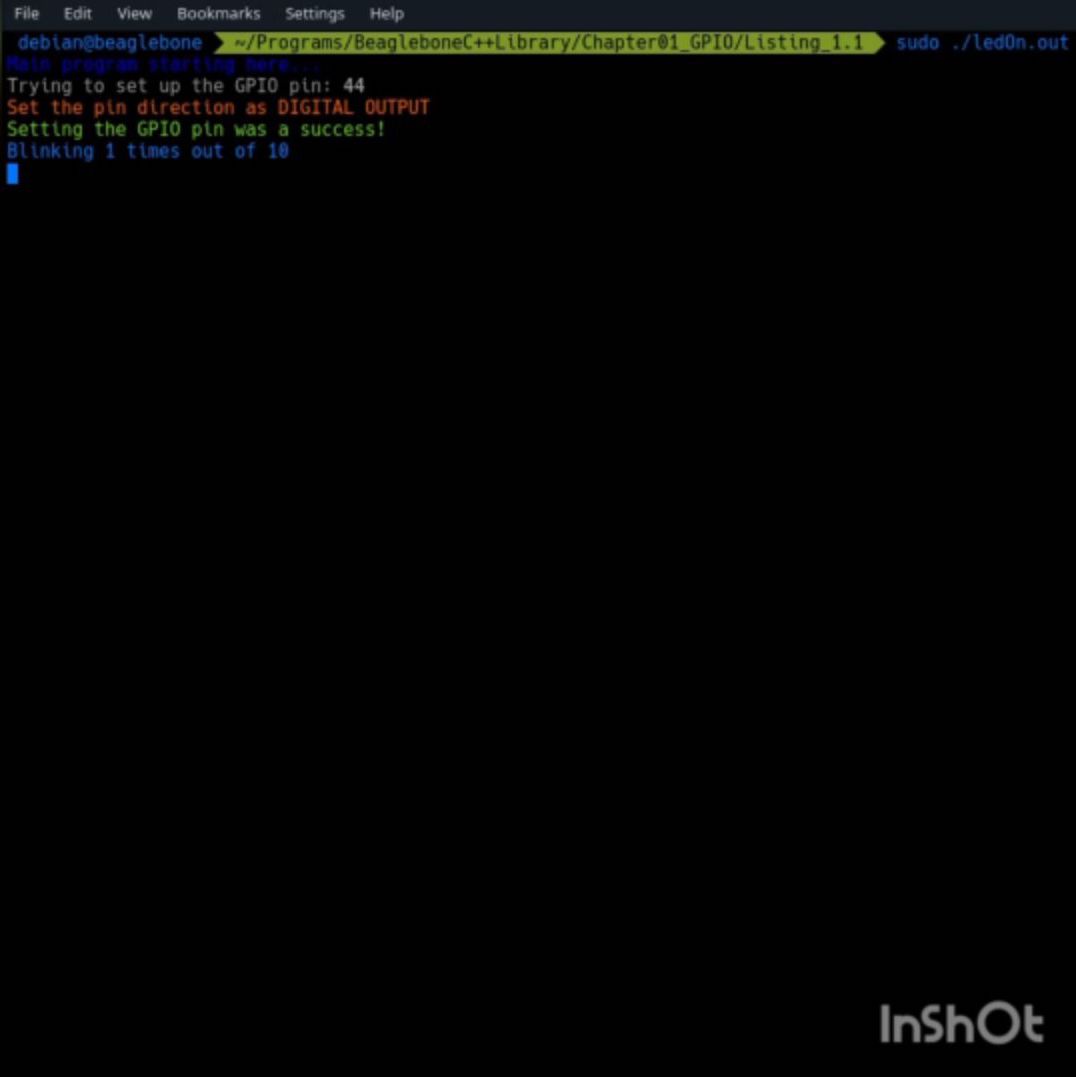 File Edit View Bookmarks Settings Help
debian@beaglebone ~/Programs/BeagleboneC++Library/Chapter01_GPIO/Listing_1.1 sudo ./ledOn.out
Main program starting here...
Trying to set up the GPIO pin: 44
Set the pin direction as DIGITAL OUTPUT
Setting the GPIO pin was a success!
Blinking 1 times out of 10
InShOt